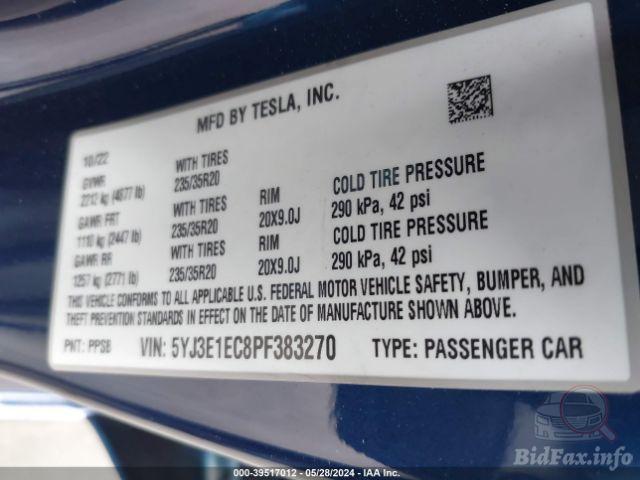 MFD BY TESLA, INC.
10/22
GVWR
2212 kg (4877 lb)
WITH TIRES
235/35R20
GAWR FRT
1110 kg (2447 lb)
WITH TIRES
235/35R20
RIM
20X9.0J
COLD TIRE PRESSURE
290 kPa, 42 psi
GAWR RR
1257 kg (2771 lb)
WITH TIRES
235/35R20
RIM
20X9.0J
COLD TIRE PRESSURE
290 kPa, 42 psi
THIS VEHICLE CONFORMS TO ALL APPLICABLE U.S. FEDERAL MOTOR VEHICLE SAFETY, BUMPER, AND
THEFT PREVENTION STANDARDS IN EFFECT ON THE DATE OF MANUFACTURE SHOWN ABOVE.
PNT: PPSB VIN: 5YJ3E1EC8PF383270 TYPE: PASSENGER CAR
BidFax.info
000-39517012 - 05/28/2024 - IAA Inc.